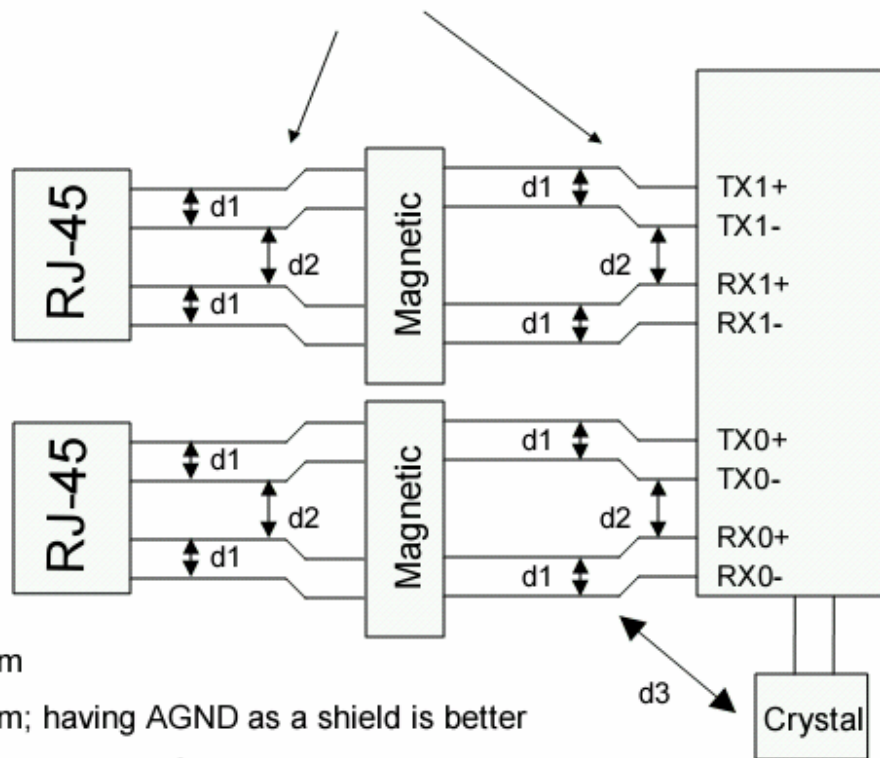 RJ-45
d1
d2
d1
Magnetic
d1
d2
d1
TX1+
TX1-
RX1+
RX1-
RJ-45
d1
d2
d1
Magnetic
d1
d2
d1
TX0+
TX0-
RX0+
RX0-
d3
Crystal
m
m; having AGND as a shield is better